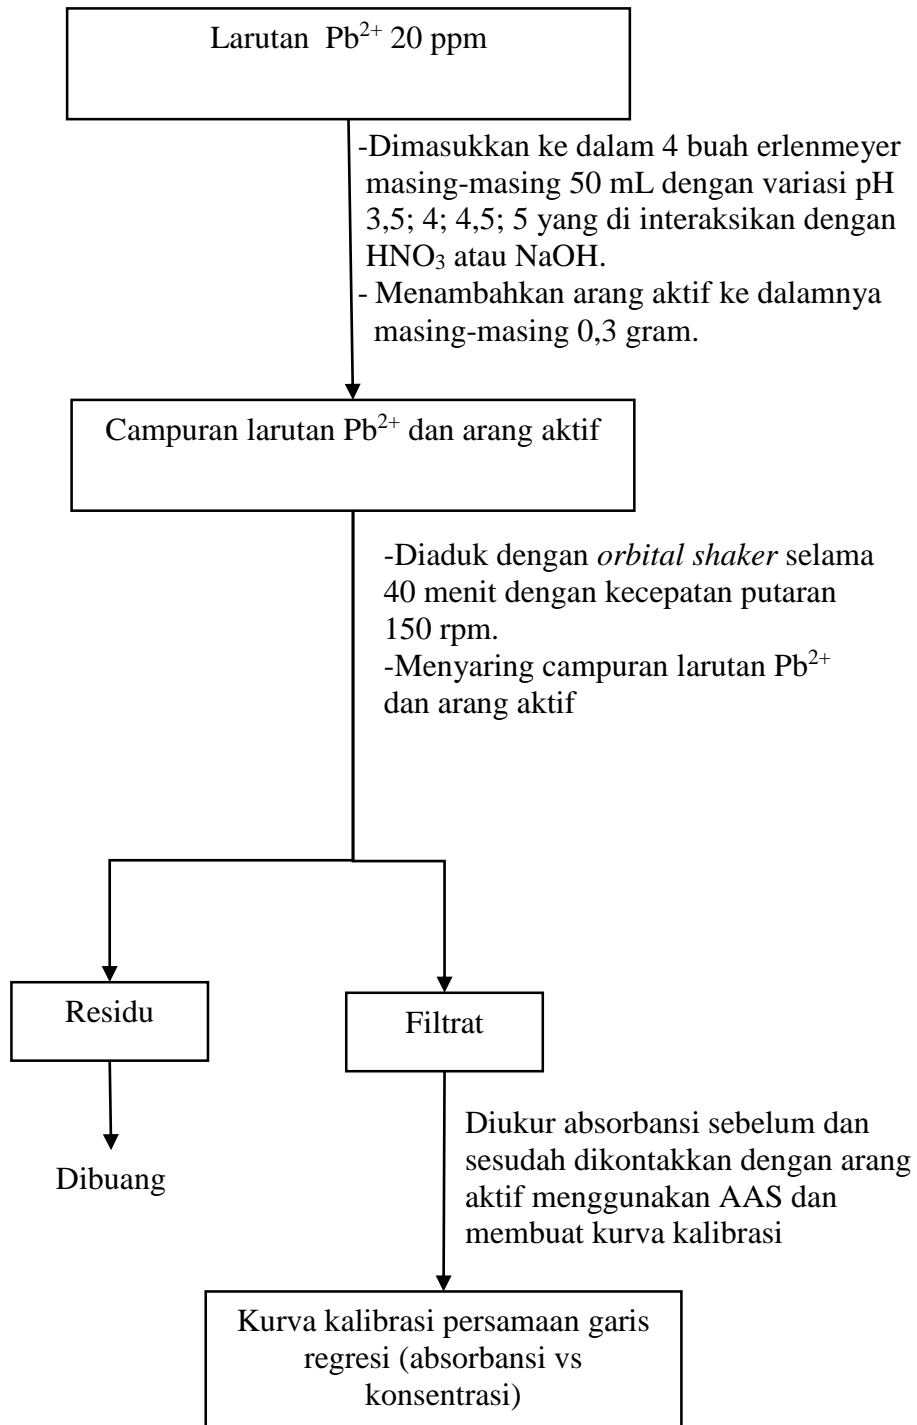 Larutan Pb²⁺ 20 ppm
-Dimasukkan ke dalam 4 buah erlenmeyer
masing-masing 50 mL dengan variasi pH
3,5; 4; 4,5; 5 yang di interaksikan dengan
HNO₃ atau NaOH.
- Menambahkan arang aktif ke dalamnya
masing-masing 0,3 gram.
Campuran larutan Pb²⁺ dan arang aktif
-Diaduk dengan orbital shaker selama
40 menit dengan kecepatan putaran
150 rpm.
-Menyaring campuran larutan Pb²⁺
dan arang aktif
Residu
Filtrat
Dibuang
Diukur absorbansi sebelum dan
sesudah dikontakkan dengan arang
aktif menggunakan AAS dan
membuat kurva kalibrasi
Kurva kalibrasi persamaan garis
regresi (absorbansi vs
konsentrasi)